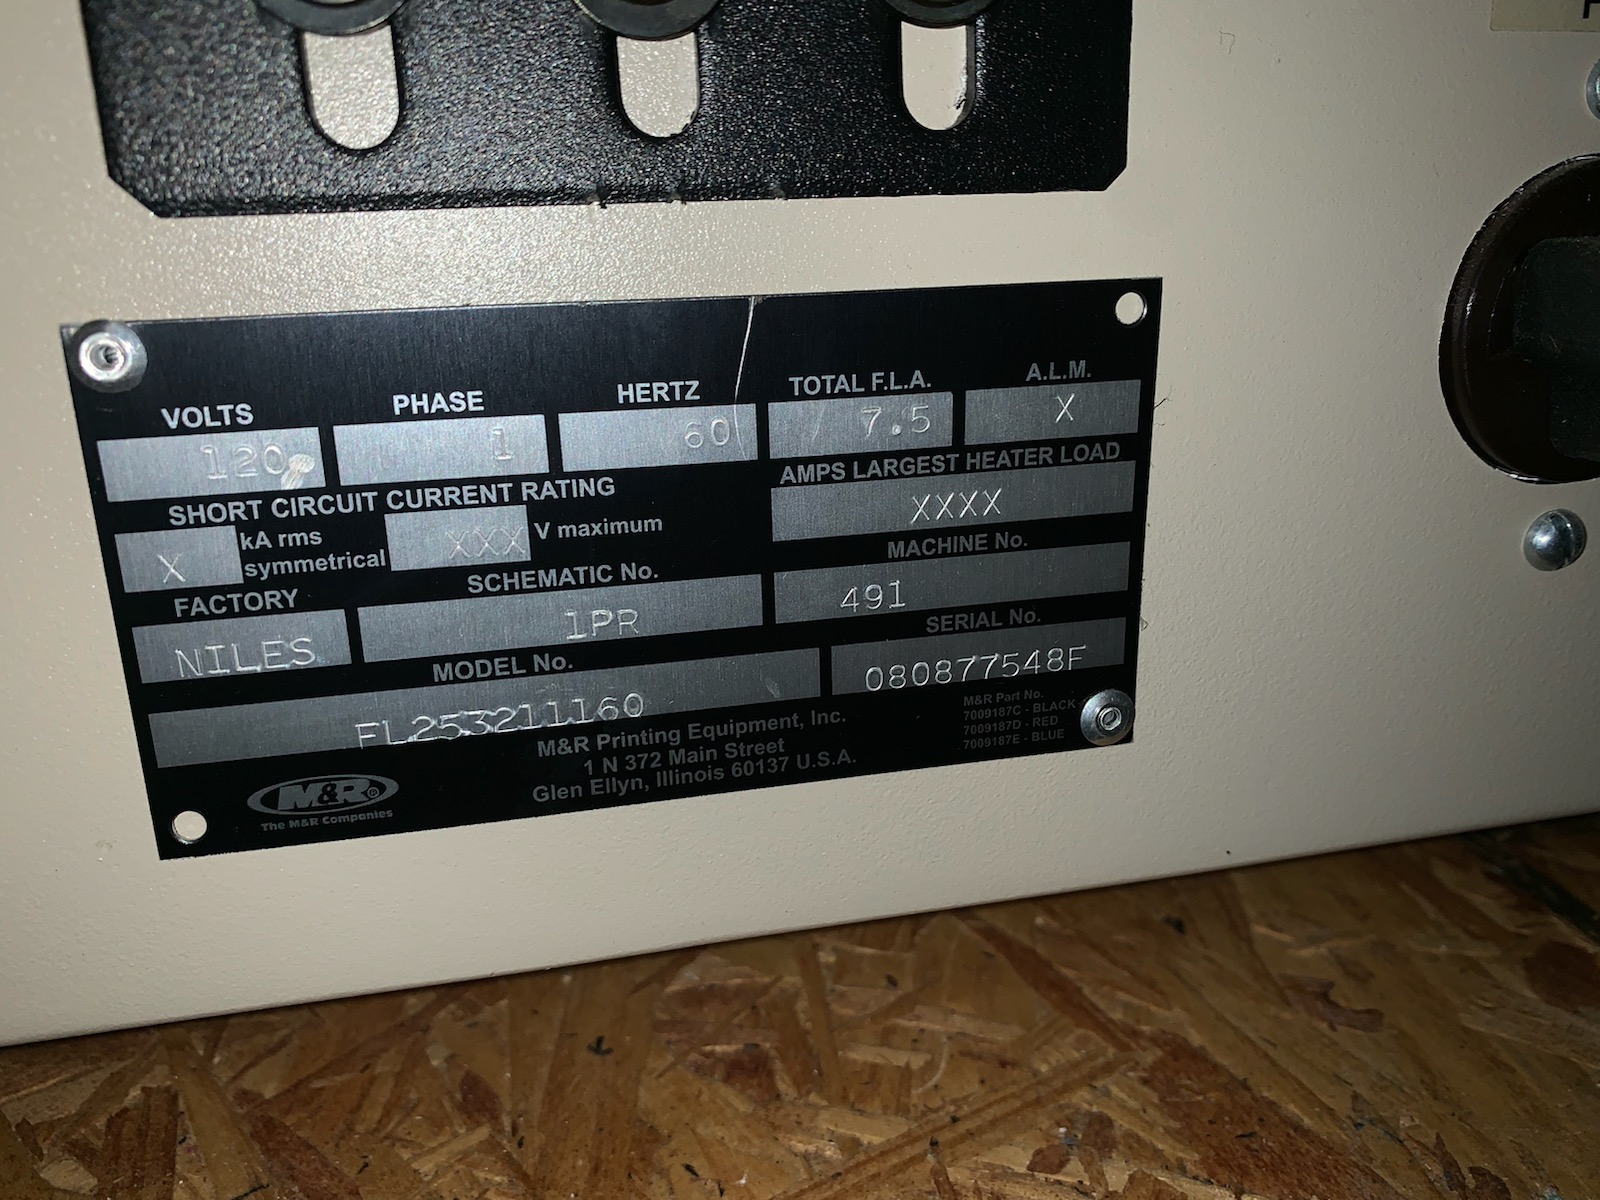 VOLTS PHASE HERTZ TOTAL F.L.A. A.L.M.
120 1 60 7.5 X
SHORT CIRCUIT CURRENT RATING
AMPS LARGEST HEATER LOAD
X kA rms symmetrical XXX V maximum
XXXX
FACTORY SCHEMATIC No. MACHINE No.
NILES 1PR 491
MODEL No. SERIAL No.
FL253211160 080877548F
M&R Printing Equipment, Inc.
1 N 372 Main Street
Glen Ellyn, Illinois 60137 U.S.A.
M&R Part No.
7009187C - BLACK
7009187D - RED
7009187E - BLUE
M&R®
The M&R Companies